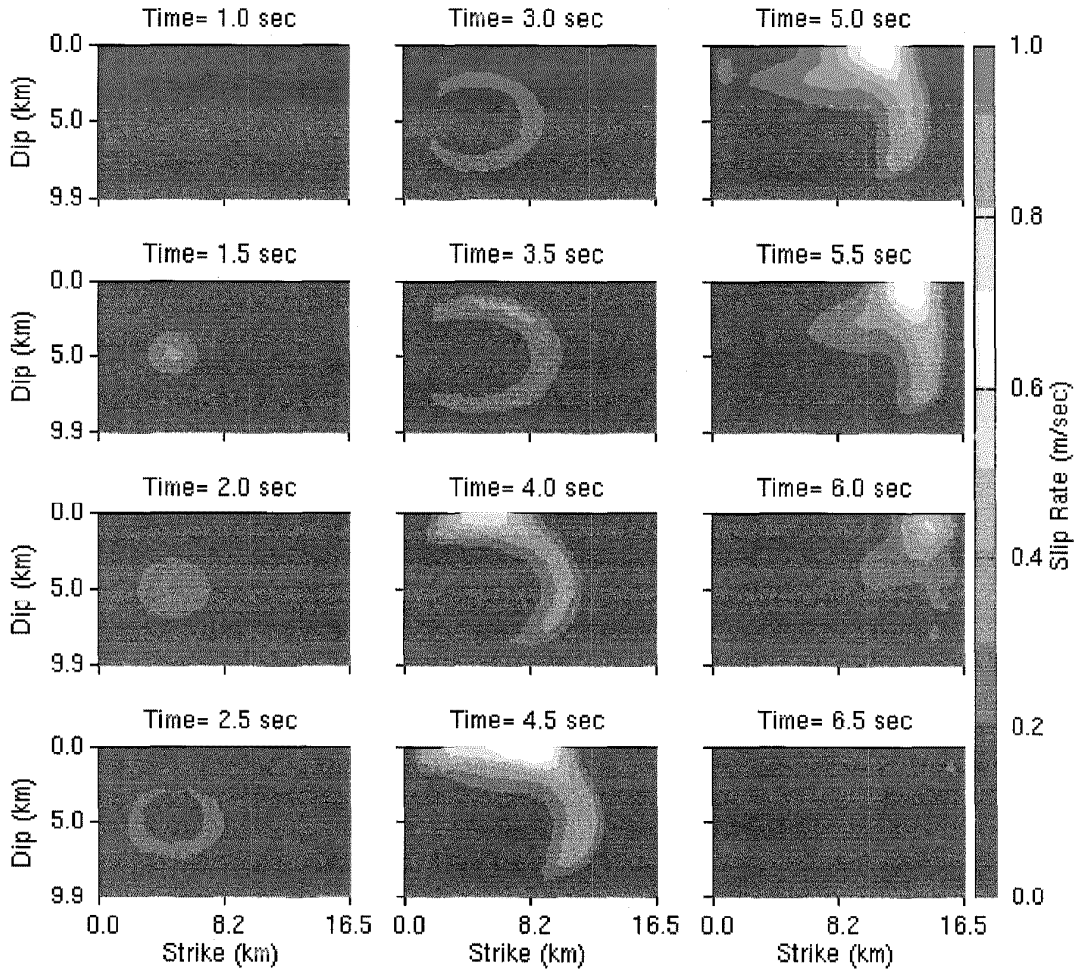 Time= 1.0 sec
Time= 3.0 sec
Time= 5.0 sec
0.0
5.0
9.9
Dip (km)
16.5
16.5
16.5
Time= 1.5 sec
Time= 3.5 sec
Time= 5.5 sec
0.0
5.0
9.9
Dip (km)
Time= 2.0 sec
Time= 4.0 sec
Time= 6.0 sec
0.0
5.0
9.9
Dip (km)
Time= 2.5 sec
Time= 4.5 sec
Time= 6.5 sec
0.0
5.0
9.9
Dip (km)
0.0
8.2
16.5
Strike (km)
0.0
8.2
16.5
Strike (km)
0.0
8.2
16.5
Strike (km)
1.0
0.8
0.6
0.4
0.2
0.0
Slip Rate (m/sec)